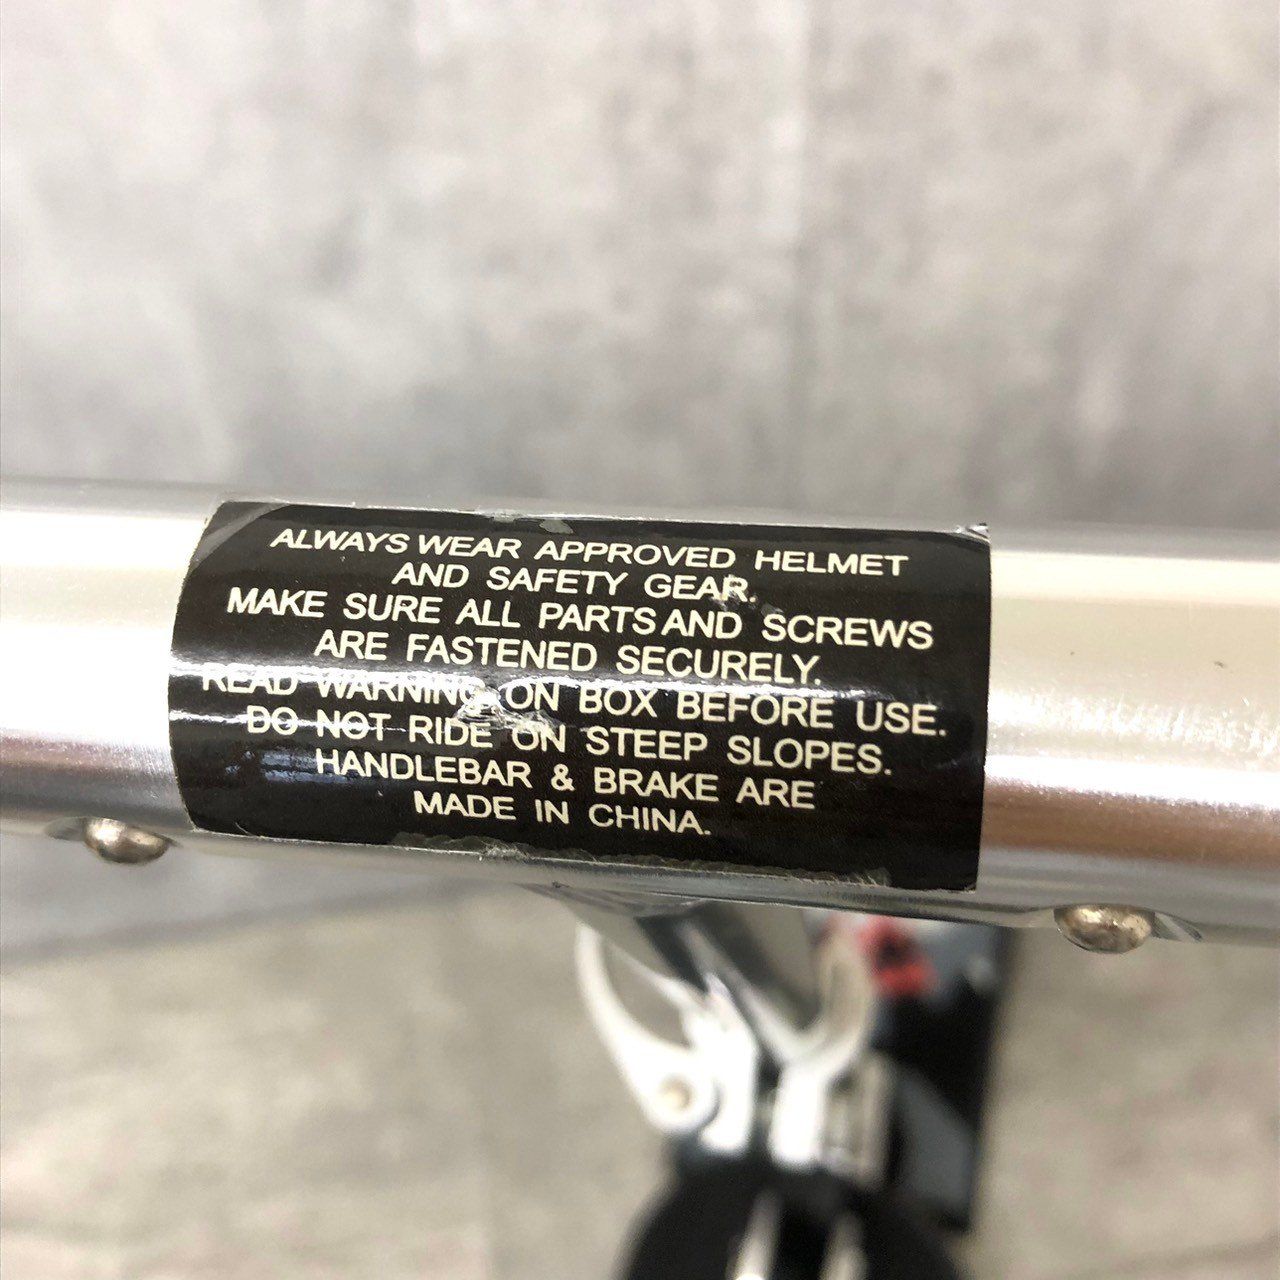 ALWAYS WEAR APPROVED HELMET
AND SAFETY GEAR.
MAKE SURE ALL PARTS AND SCREWS
ARE FASTENED SECURELY.
READ WARNING ON BOX BEFORE USE.
DO NOT RIDE ON STEEP SLOPES.
HANDLEBAR & BRAKE ARE
MADE IN CHINA.